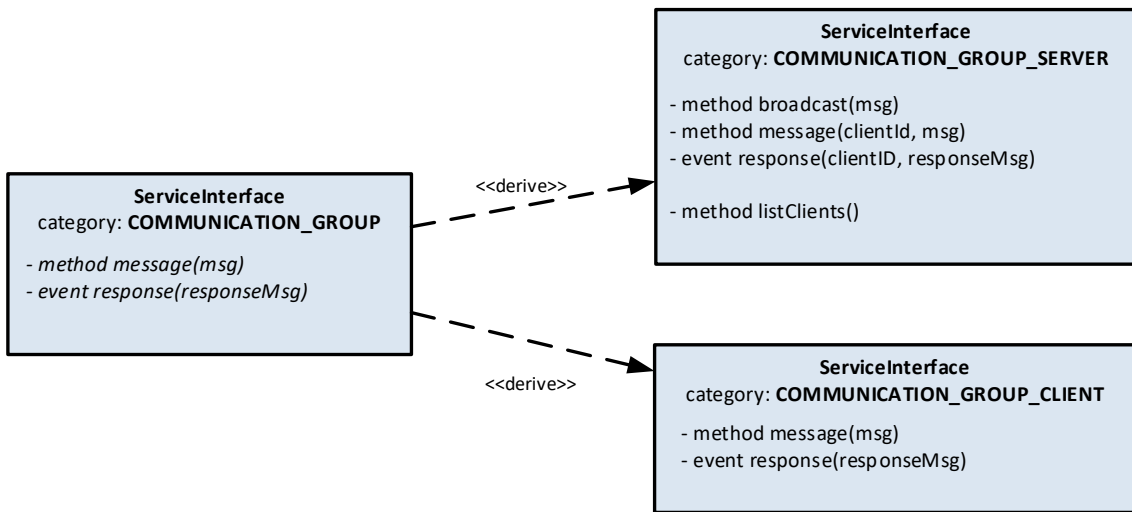 ServiceInterface
category: COMMUNICATION_GROUP
- method message(msg)
- event response(responseMsg)
<<derive>>
<<derive>>
ServiceInterface
category: COMMUNICATION_GROUP_SERVER
- method broadcast(msg)
- method message(clientId, msg)
- event response(clientID, responseMsg)
- method listClients()
ServiceInterface
category: COMMUNICATION_GROUP_CLIENT
- method message(msg)
- event response(responseMsg)